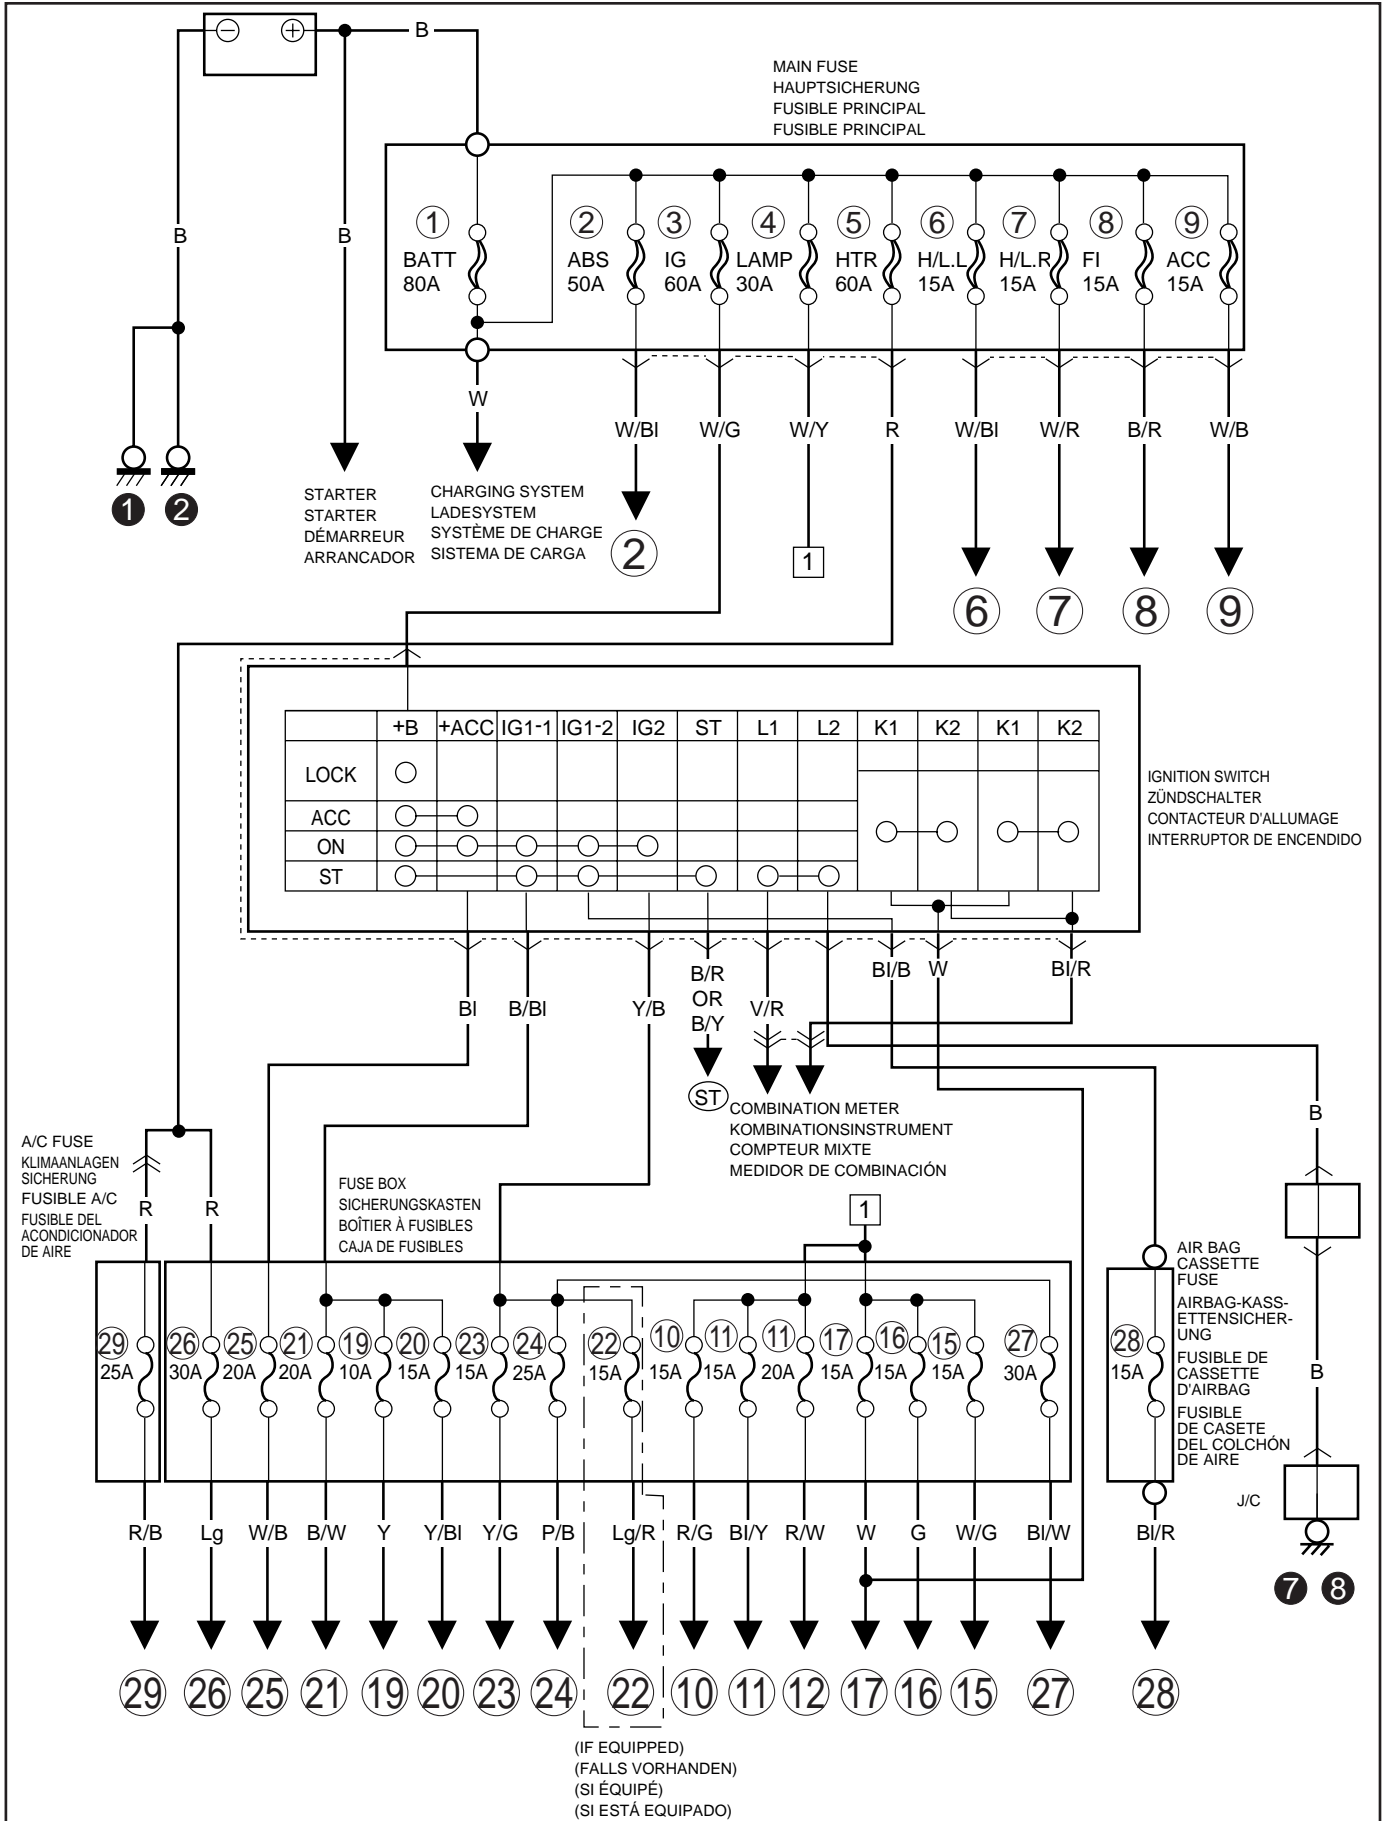 − + B
MAIN FUSE
HAUPTSICHERUNG
FUSIBLE PRINCIPAL
FUSIBLE PRINCIPAL
B B
1 2 3 4 5 6 7 8 9
BATT ABS IG LAMP HTR H/L.L H/L.R FI ACC
80A 50A 60A 30A 60A 15A 15A 15A 15A
W
W/Bl W/G W/Y R W/Bl W/R B/R W/B
1 2
STARTER
STARTER
DÉMARREUR
ARRANCADOR
CHARGING SYSTEM
LADESYSTEM
SYSTÈME DE CHARGE
SISTEMA DE CARGA
2 1
6 7 8 9
+B +ACC IG1-1 IG1-2 IG2 ST L1 L2 K1 K2 K1 K2
LOCK
ACC
ON
ST
IGNITION SWITCH
ZÜNDSCHALTER
CONTACTEUR D'ALLUMAGE
INTERRUPTOR DE ENCENDIDO
Bl/B W Bl/R
Bl B/Bl Y/B
B/R
OR
B/Y
V/R
ST
COMBINATION METER
KOMBINATIONSINSTRUMENT
COMPTEUR MIXTE
MEDIDOR DE COMBINACIÓN
B
A/C FUSE
KLIMAANLAGEN
SICHERUNG
FUSIBLE A/C
FUSIBLE DEL
ACONDICIONADOR
DE AIRE
R R
FUSE BOX
SICHERUNGSKASTEN
BOÎTIER À FUSIBLES
CAJA DE FUSIBLES
1
AIR BAG
CASSETTE
FUSE
AIRBAG-KASS-
ETTENSICHER-
UNG
FUSIBLE DE
CASSETTE
D'AIRBAG
FUSIBLE
DE CASETE
DEL COLCHÓN
DE AIRE
29 26 25 21 19 20 23 24 22 10 11 11 17 16 15 27 28
25A 30A 20A 20A 10A 15A 15A 25A 15A 15A 15A 20A 15A 15A 15A 30A 15A
B
J/C
R/B Lg W/B B/W Y Y/Bl Y/G P/B Lg/R R/G Bl/Y R/W W G W/G Bl/W Bl/R
7 8
29 26 25 21 19 20 23 24 22 10 11 12 17 16 15 27 28
(IF EQUIPPED)
(FALLS VORHANDEN)
(SI ÉQUIPÉ)
(SI ESTÁ EQUIPADO)